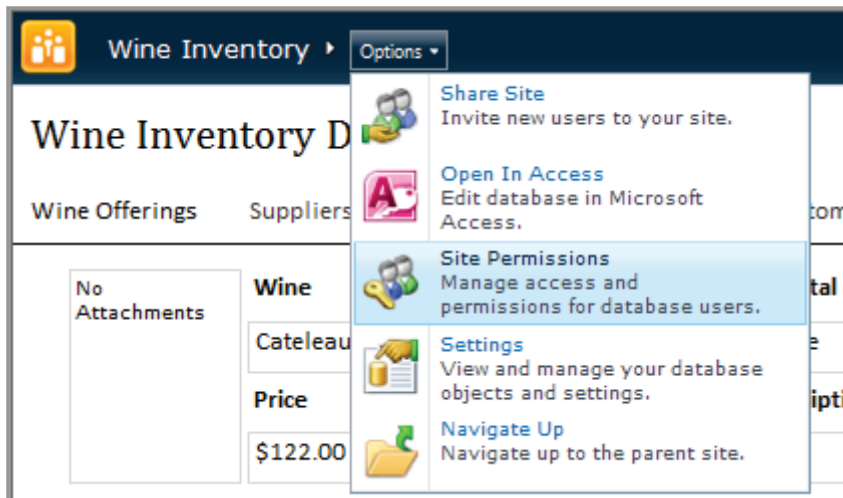 Wine Inventory
Options
Wine Inventory D
Share Site
Invite new users to your site.
Open In Access
Edit database in Microsoft
Access.
Wine Offerings
Suppliers
Site Permissions
Manage access and
permissions for database users.
No
Attachments
Wine
tal
Cateleau
Settings
View and manage your database
objects and settings.
Price
ipti
Navigate Up
Navigate up to the parent site.
$122.00